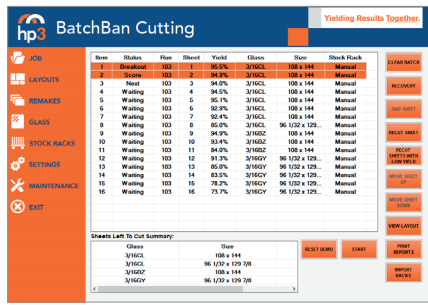 hp3 BatchBan Cutting
Yielding Results Together.
JOB
LAYOUTS
REMAKES
GLASS
STOCK RACKS
SETTINGS
MAINTENANCE
EXIT
Item Status Run Sheet Yield Glass Size Stock Rack
1 Breakout 103 1 95.5% 3/16CL 108 x 144 Manual
2 Score 103 2 94.9% 3/16CL 108 x 144 Manual
3 Next 103 3 94.0% 3/16CL 108 x 144 Manual
4 Waiting 103 4 94.5% 3/16CL 108 x 144 Manual
5 Waiting 103 5 95.1% 3/16CL 108 x 144 Manual
6 Waiting 103 6 92.9% 3/16CL 108 x 144 Manual
7 Waiting 103 7 92.4% 3/16CL 108 x 144 Manual
8 Waiting 103 8 85.0% 3/16CL 96 1/32 x 129... Manual
9 Waiting 103 9 94.9% 3/16BZ 108 x 144 Manual
10 Waiting 103 10 93.4% 3/16BZ 108 x 144 Manual
11 Waiting 103 11 84.0% 3/16BZ 108 x 144 Manual
12 Waiting 103 12 91.3% 3/16GY 96 1/32 x 129... Manual
13 Waiting 103 13 85.0% 3/16GY 96 1/32 x 129... Manual
14 Waiting 103 14 83.5% 3/16GY 96 1/32 x 129... Manual
15 Waiting 103 15 78.2% 3/16GY 96 1/32 x 129... Manual
16 Waiting 103 16 73.7% 3/16GY 96 1/32 x 129... Manual
CLEAR BATCH
RECOVERY
SKIP SHEET
RECUT SHEET
RECUT
SHEETS WITH
LOW YIELD
MOVE SHEET
UP
MOVE SHEET
DOWN
VIEW LAYOUT
PRINT
REPORTS
IMPORT
RACKS
Sheets Left To Cut Summary:
Glass Size
3/16CL 108 x 144
3/16CL 96 1/32 x 129 7/8
3/16BZ 108 x 144
3/16GY 96 1/32 x 129 7/8
RESET DEMO
START